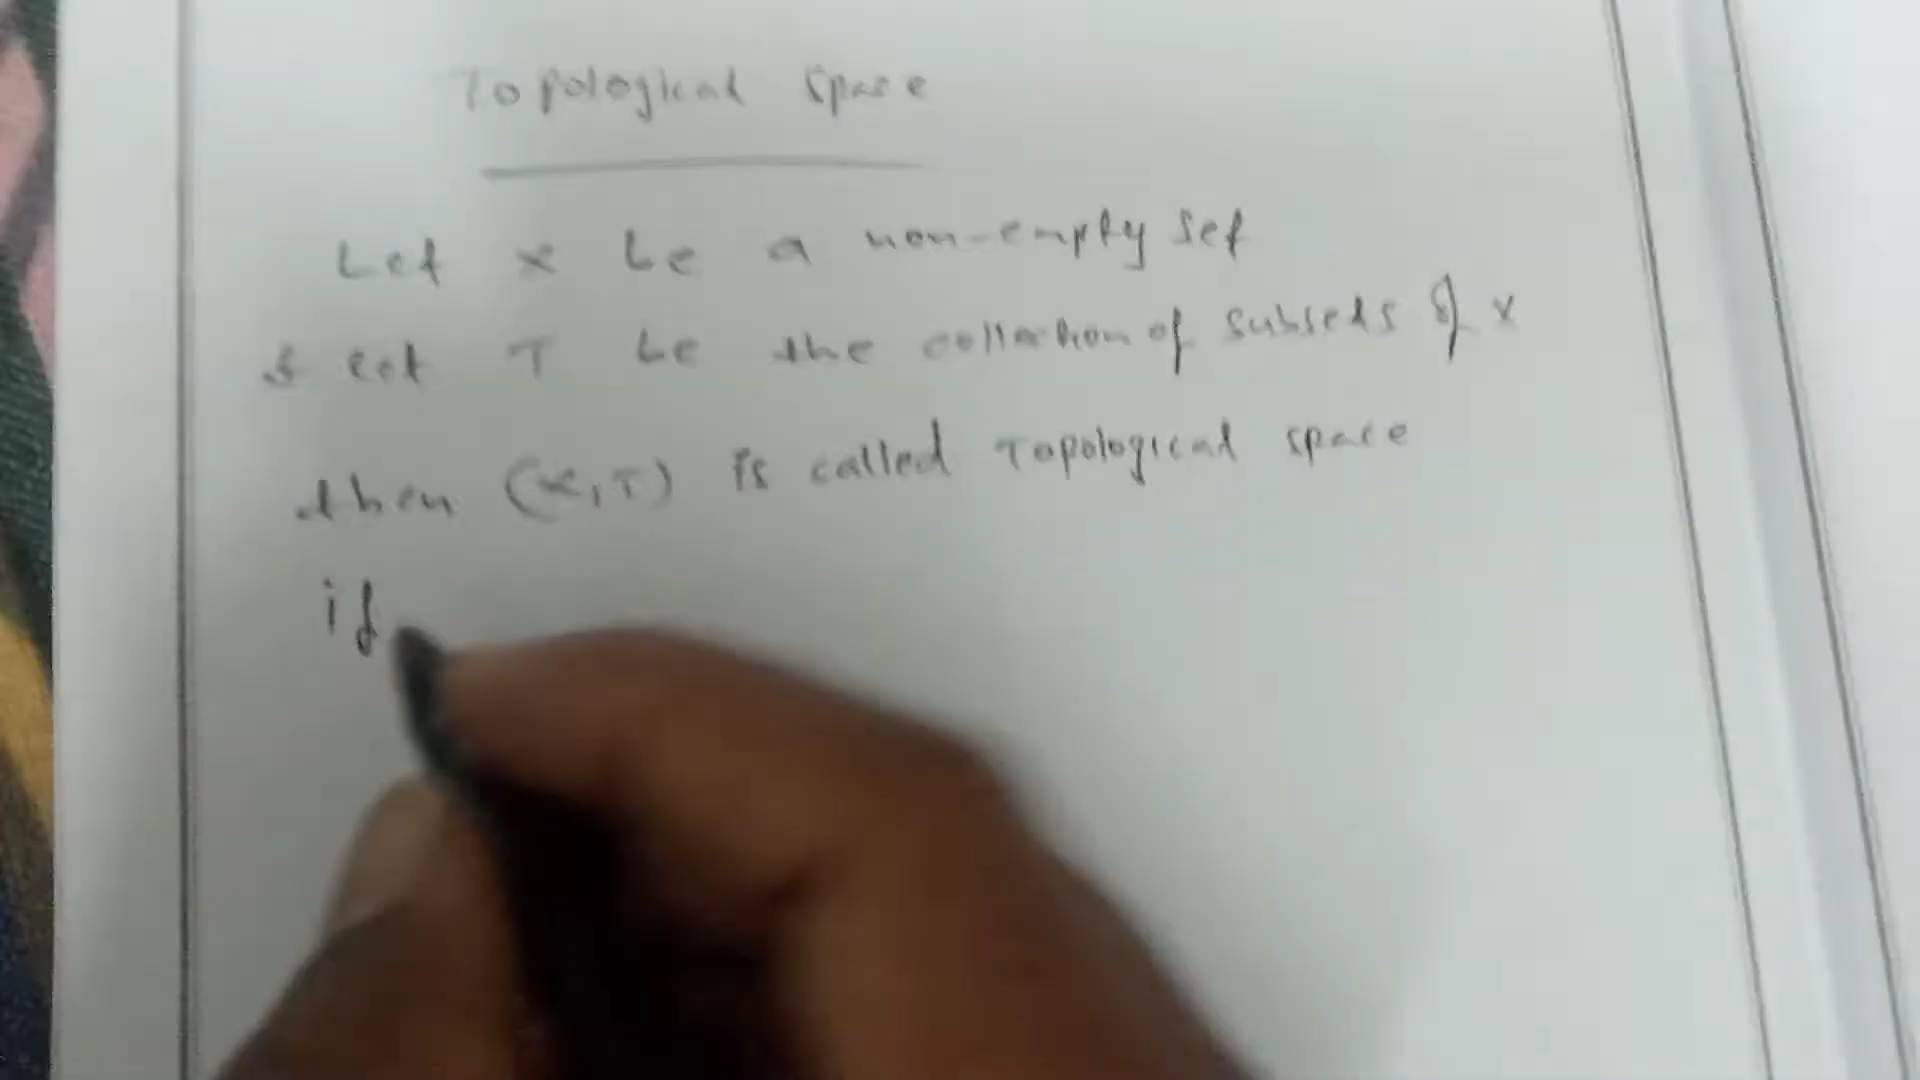 Topological space
Let x be a non-empty set
& let T be the collection of subsets of x
then (x,T) is called Topological space
if